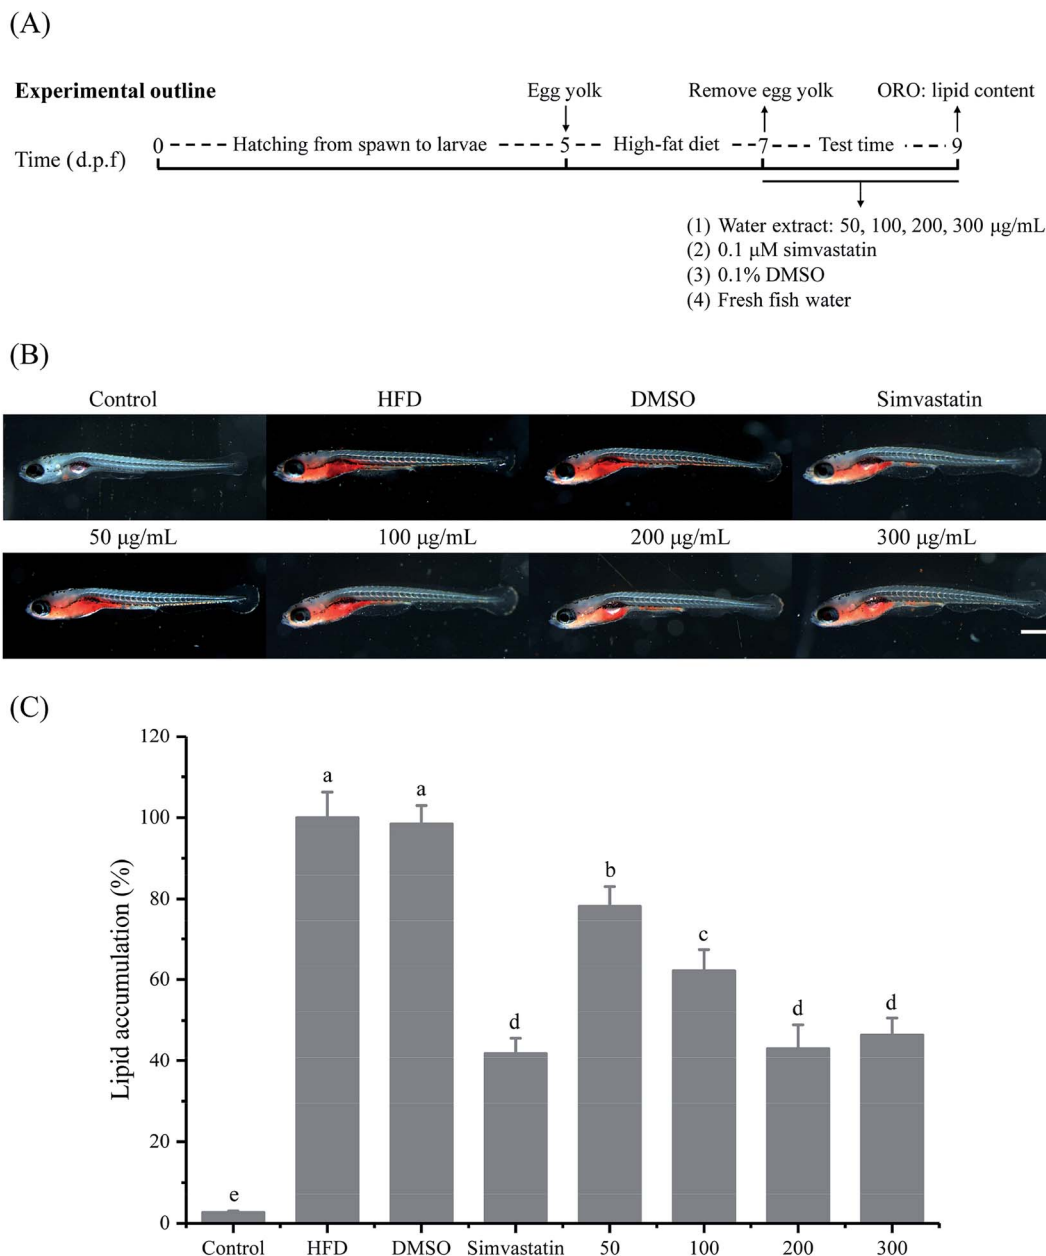 (A)
Experimental outline
Egg yolk
Remove egg yolk
ORO: lipid content
Time (d.p.f)
0 Hatching from spawn to larvae 5 High-fat diet 7 Test time 9
(1) Water extract: 50, 100, 200, 300 μg/mL
(2) 0.1 μM simvastatin
(3) 0.1% DMSO
(4) Fresh fish water
(B)
Control HFD DMSO Simvastatin
50 μg/mL 100 μg/mL 200 μg/mL 300 μg/mL
(C)
Lipid accumulation (%)
120
100
80
60
40
20
0
e
a
a
d
b
c
d
d
Control HFD DMSO Simvastatin 50 100 200 300